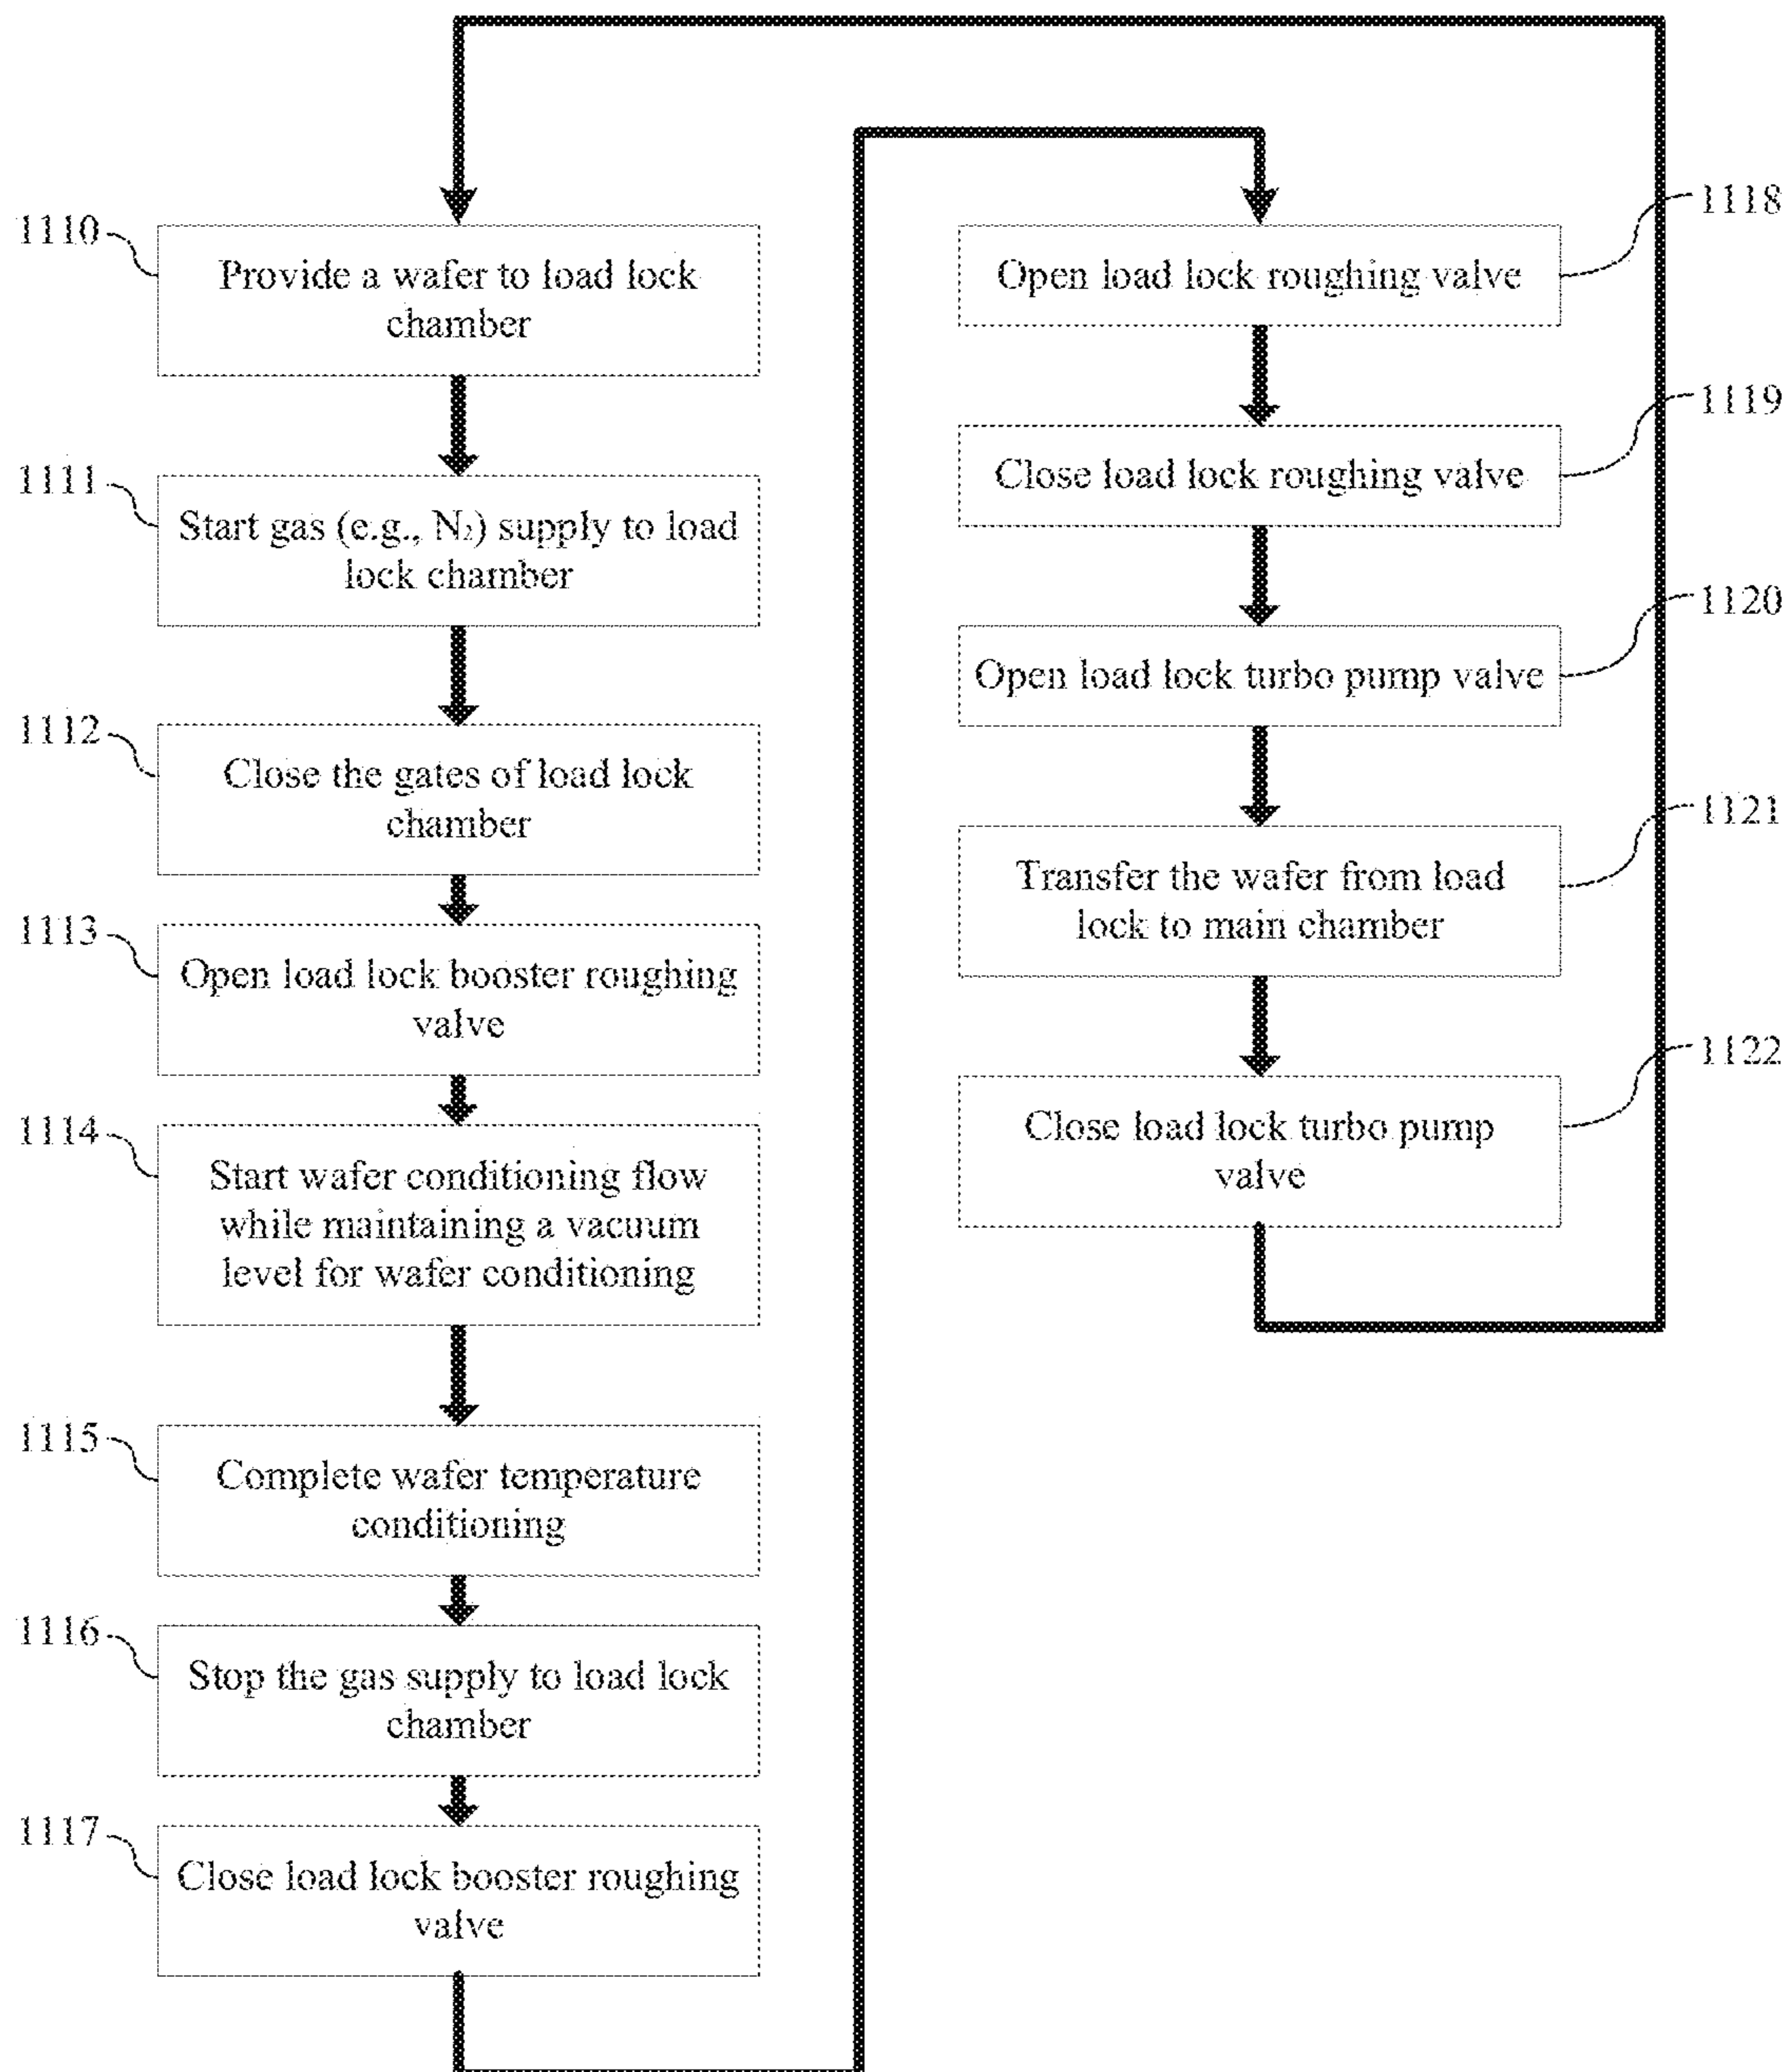 1110
Provide a wafer to load lock
chamber
1111
Start gas (e.g., N₂) supply to load
lock chamber
1112
Close the gates of load lock
chamber
1113
Open load lock booster roughing
valve
1114
Start wafer conditioning flow
while maintaining a vacuum
level for wafer conditioning
1115
Complete wafer temperature
conditioning
1116
Stop the gas supply to load lock
chamber
1117
Close load lock booster roughing
valve
1118
Open load lock roughing valve
1119
Close load lock roughing valve
1120
Open load lock turbo pump valve
1121
Transfer the wafer from load
lock to main chamber
1122
Close load lock turbo pump
valve